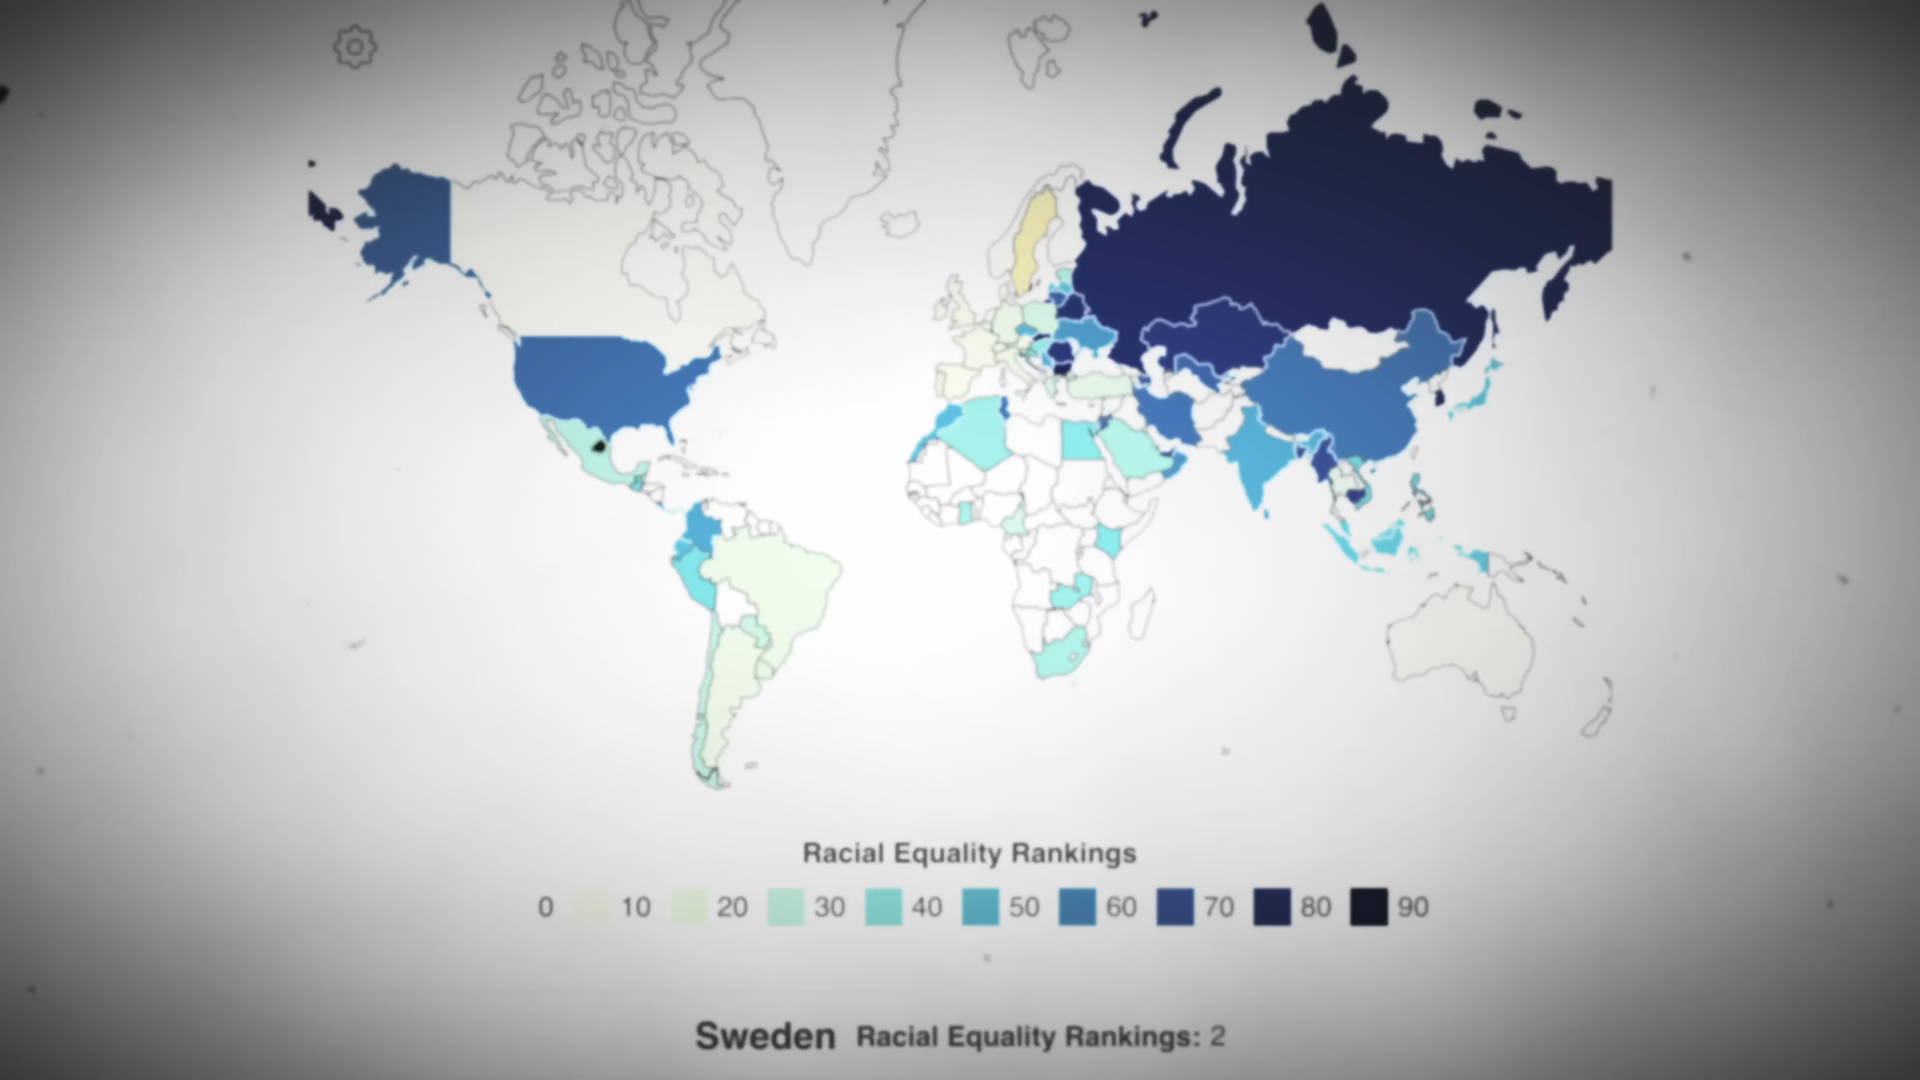 Racial Equality Rankings
0 10 20 30 40 50 60 70 80 90
Sweden Racial Equality Rankings: 2